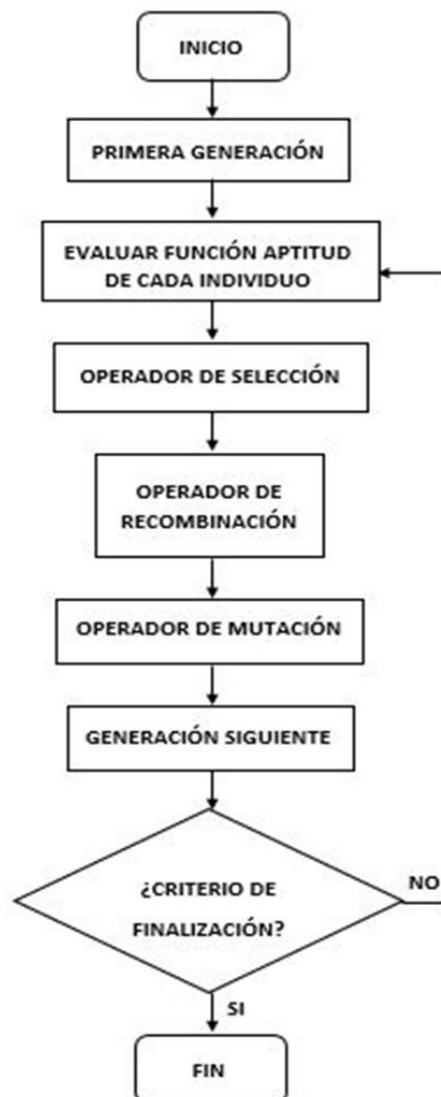 INICIO
PRIMERA GENERACIÓN
EVALUAR FUNCIÓN APTITUD
DE CADA INDIVIDUO
OPERADOR DE SELECCIÓN
OPERADOR DE
RECOMBINACIÓN
OPERADOR DE MUTACIÓN
GENERACIÓN SIGUIENTE
¿CRITERIO DE
FINALIZACIÓN?
NO
SI
FIN